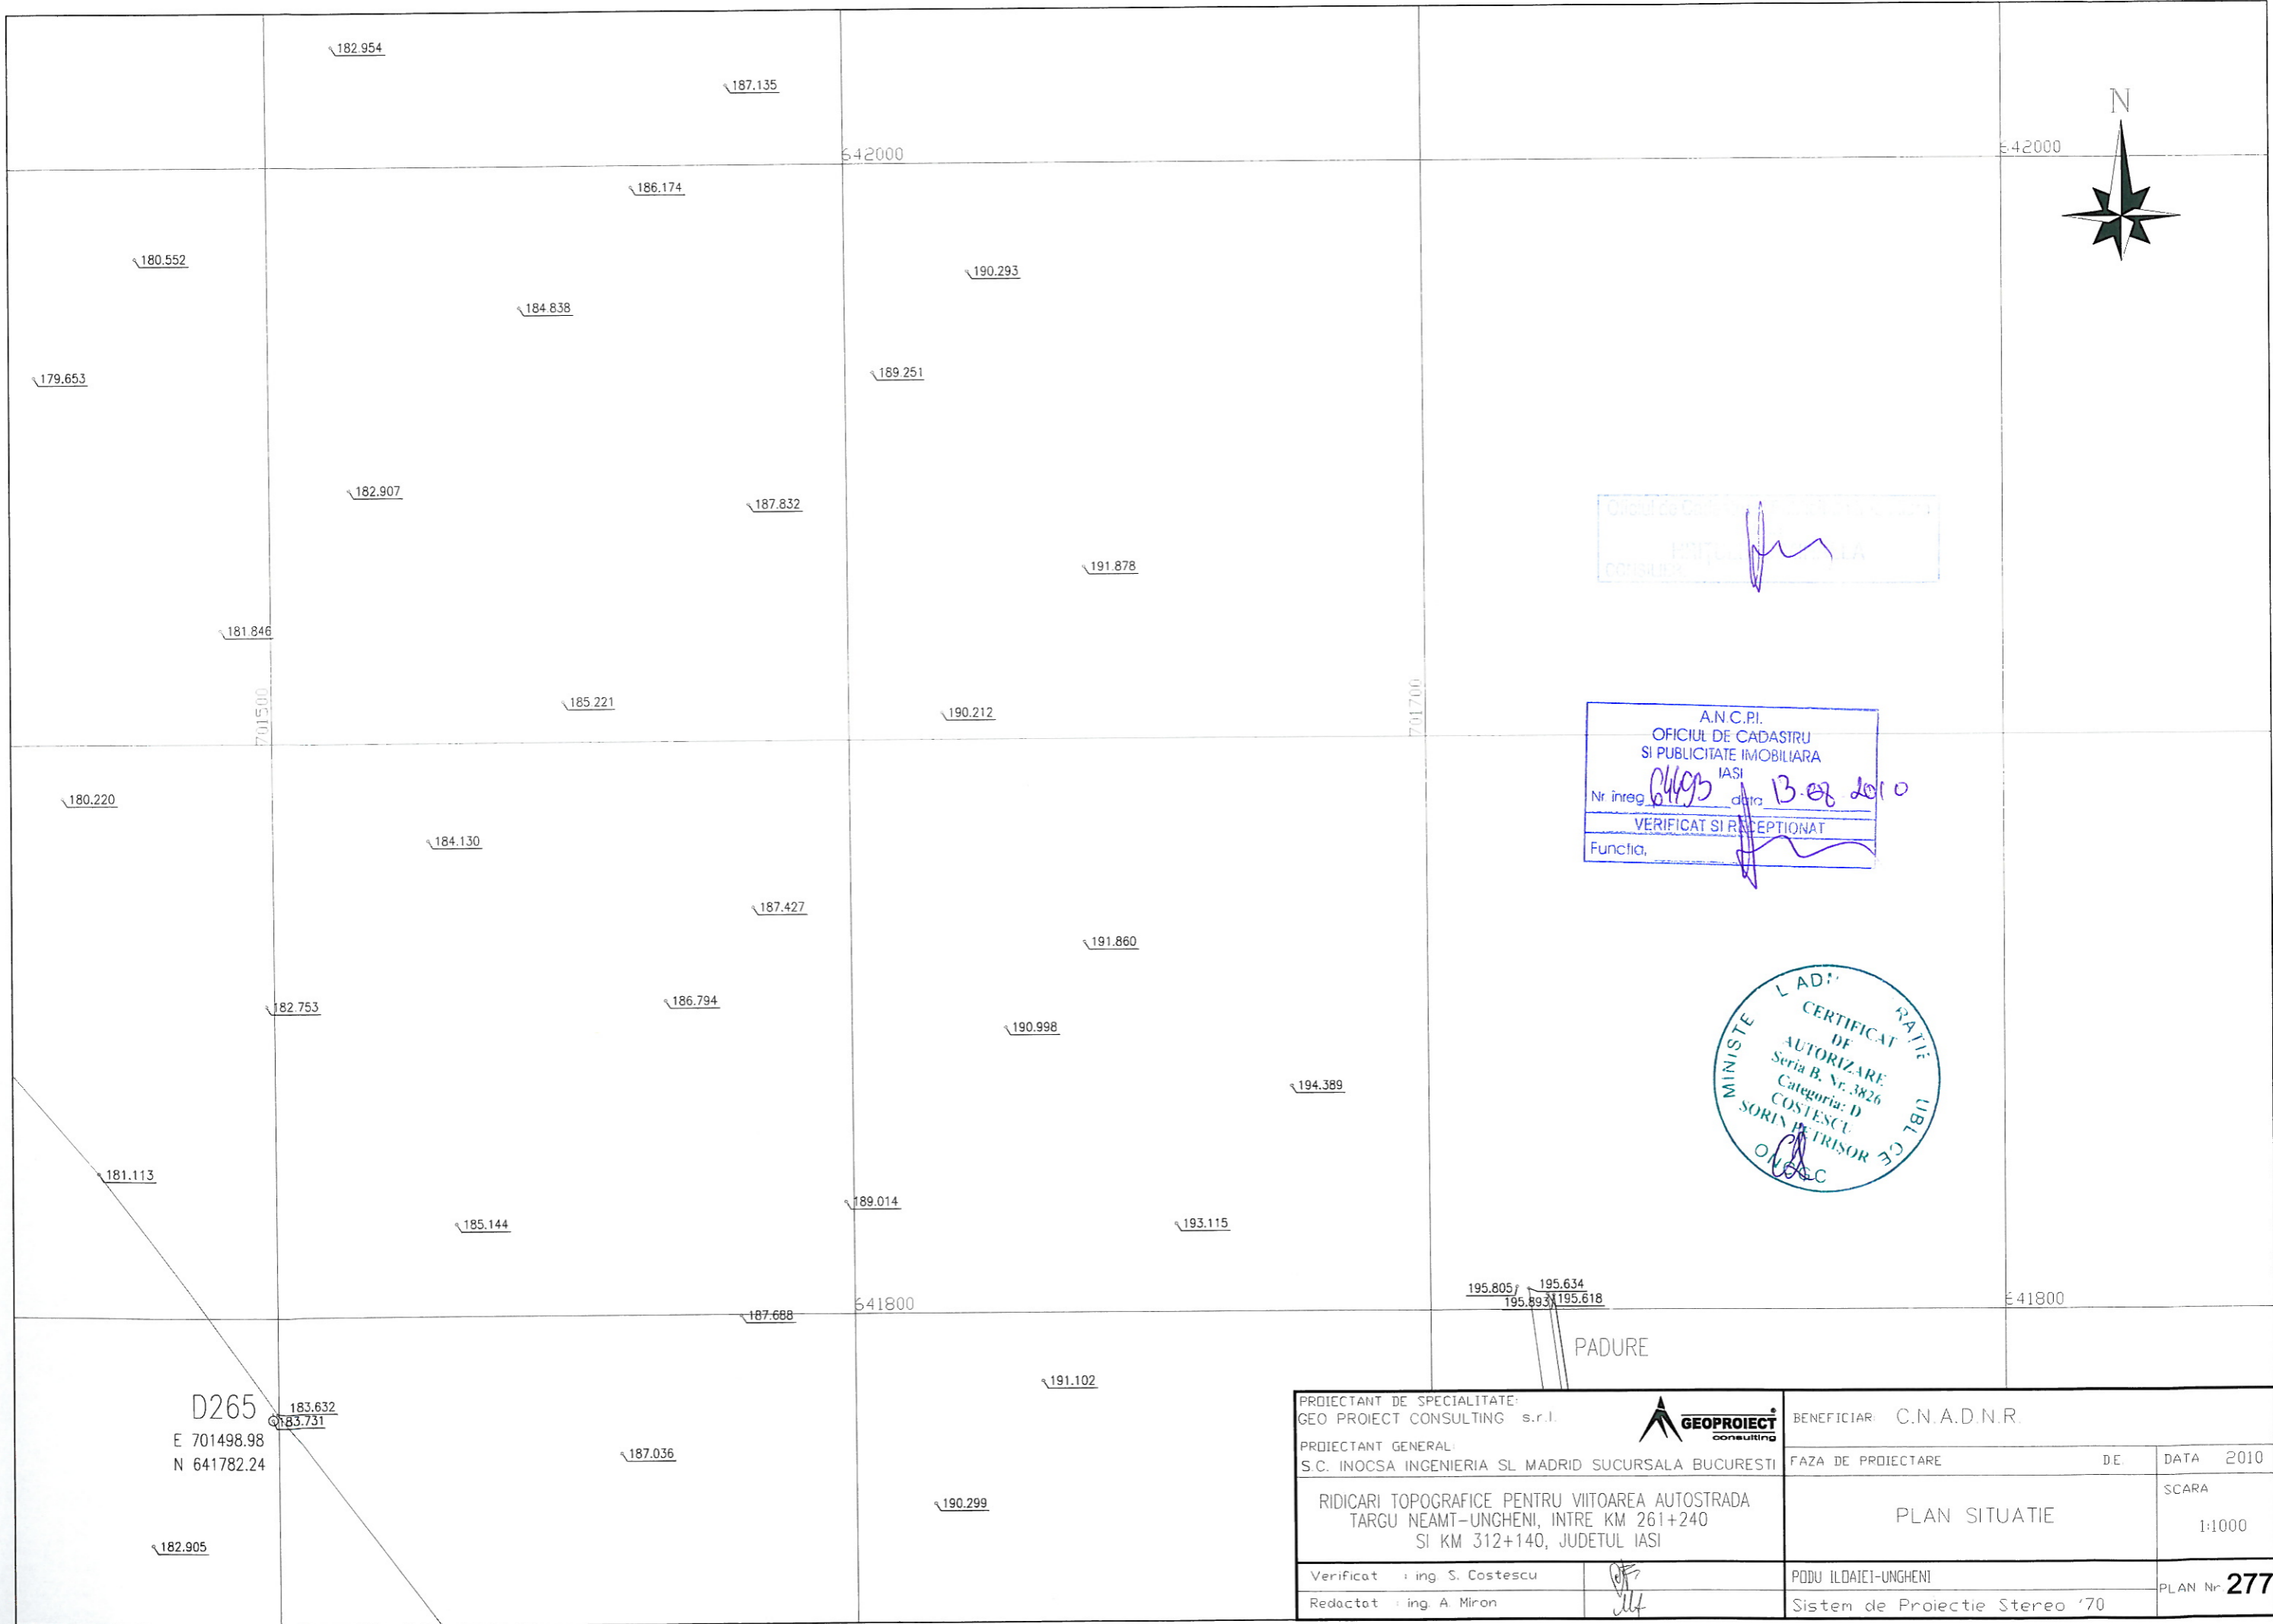 182.954
187.135
N
642000
642000
186.174
180.552
190.293
184.838
179.653
189.251
182.907
187.832
191.878
181.846
701500
701700
185.221
190.212
A.N.C.P.I.
OFICIUL DE CADASTRU
SI PUBLICITATE IMOBILIARA
IASI
Nr. inreg 64493 data 13. 2010
VERIFICAT SI RECEPTIONAT
Functia,
180.220
184.130
187.427
191.860
182.753
186.794
190.998
194.389
CERTIFICAT
DE
AUTORIZARE
Seria B, Nr. 3826
Categoria: D
COSTESCU
SORIN PETRISOR
181.113
185.144
189.014
193.115
195.805
195.634
195.893
195.618
187.688
641800
641800
PADURE
191.102
D265
183.632
183.731
E 701498.98
N 641782.24
187.036
190.299
182.905
PROIECTANT DE SPECIALITATE:
GEO PROIECT CONSULTING s.r.l.
GEOPROIECT
consulting
PROIECTANT GENERAL:
S.C. INOCSA INGENIERIA SL MADRID SUCURSALA BUCURESTI
BENEFICIAR: C.N.A.D.N.R.
FAZA DE PROIECTARE D.E.
DATA 2010
RIDICARI TOPOGRAFICE PENTRU VIITOAREA AUTOSTRADA
TARGU NEAMT-UNGHENI, INTRE KM 261+240
SI KM 312+140, JUDETUL IASI
PLAN SITUATIE
SCARA
1:1000
Verificat : ing. S. Costescu
Redactat : ing. A. Miron
PODU ILOAIEI-UNGHENI
Sistem de Proiectie Stereo '70
PLAN Nr. 277